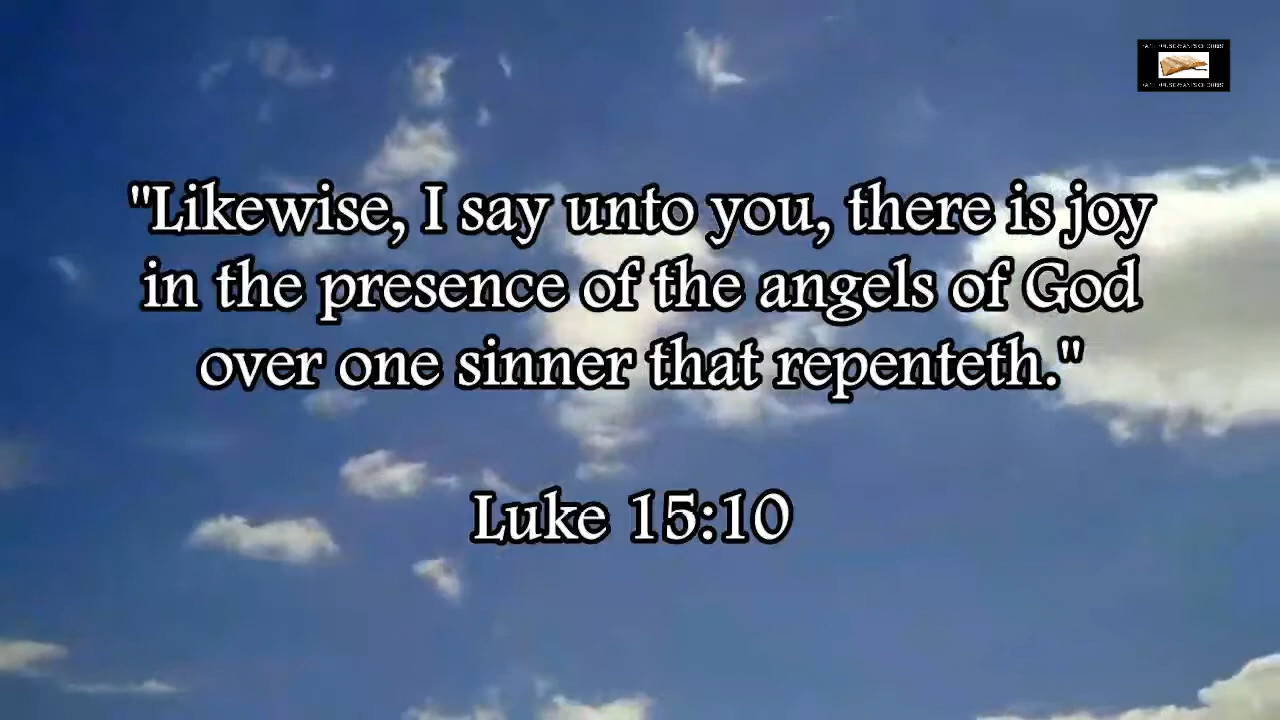 "Likewise, I say unto you, there is joy
in the presence of the angels of God
over one sinner that repenteth."
Luke 15:10